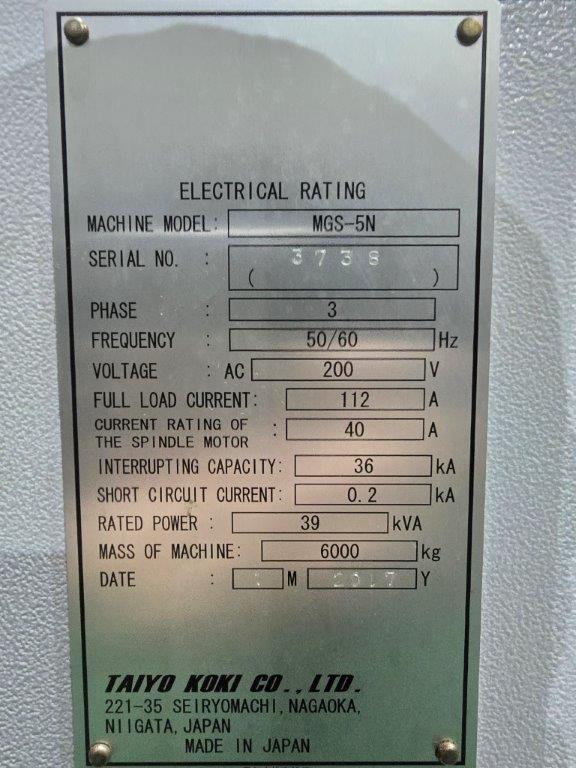 ELECTRICAL RATING
MACHINE MODEL: MGS-5N
SERIAL NO. : 3738
( )
PHASE : 3
FREQUENCY : 50/60 Hz
VOLTAGE : AC 200 V
FULL LOAD CURRENT: 112 A
CURRENT RATING OF
THE SPINDLE MOTOR : 40 A
INTERRUPTING CAPACITY: 36 kA
SHORT CIRCUIT CURRENT: 0.2 kA
RATED POWER : 39 kVA
MASS OF MACHINE: 6000 kg
DATE : M 2017 Y
TAIYO KOKI CO., LTD.
221-35 SEIRYOMACHI, NAGAOKA,
NIIGATA, JAPAN
MADE IN JAPAN